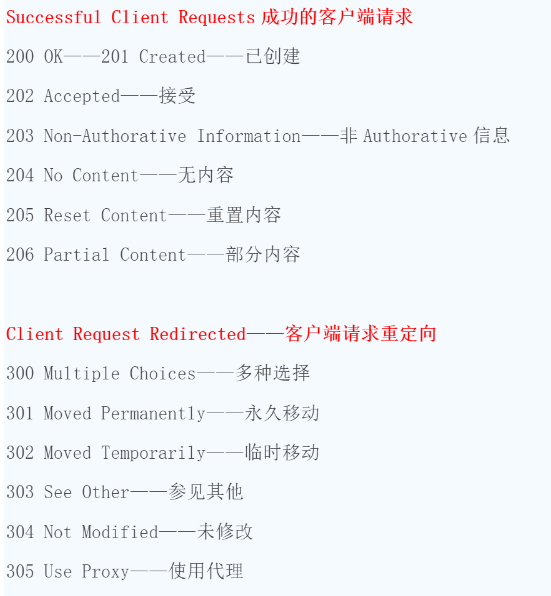 Successful Client Requests 成功的客户端请求
200 OK——201 Created——已创建
202 Accepted——接受
203 Non-Authorative Information——非 Authorative 信息
204 No Content——无内容
205 Reset Content——重置内容
206 Partial Content——部分内容
Client Request Redirected——客户端请求重定向
300 Multiple Choices——多种选择
301 Moved Permanently——永久移动
302 Moved Temporarily——临时移动
303 See Other——参见其他
304 Not Modified——未修改
305 Use Proxy——使用代理